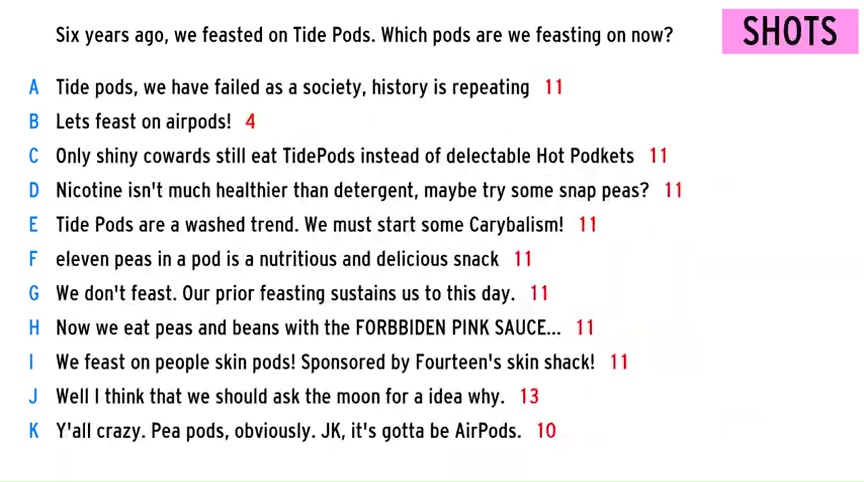 Six years ago, we feasted on Tide Pods. Which pods are we feasting on now?
SHOTS
A Tide pods, we have failed as a society, history is repeating 11
B Lets feast on airpods! 4
C Only shiny cowards still eat TidePods instead of delectable Hot Podkets 11
D Nicotine isn't much healthier than detergent, maybe try some snap peas? 11
E Tide Pods are a washed trend. We must start some Carybalism! 11
F eleven peas in a pod is a nutritious and delicious snack 11
G We don't feast. Our prior feasting sustains us to this day. 11
H Now we eat peas and beans with the FORBBIDEN PINK SAUCE... 11
I We feast on people skin pods! Sponsored by Fourteen's skin shack! 11
J Well I think that we should ask the moon for a idea why. 13
K Y'all crazy. Pea pods, obviously. JK, it's gotta be AirPods. 10